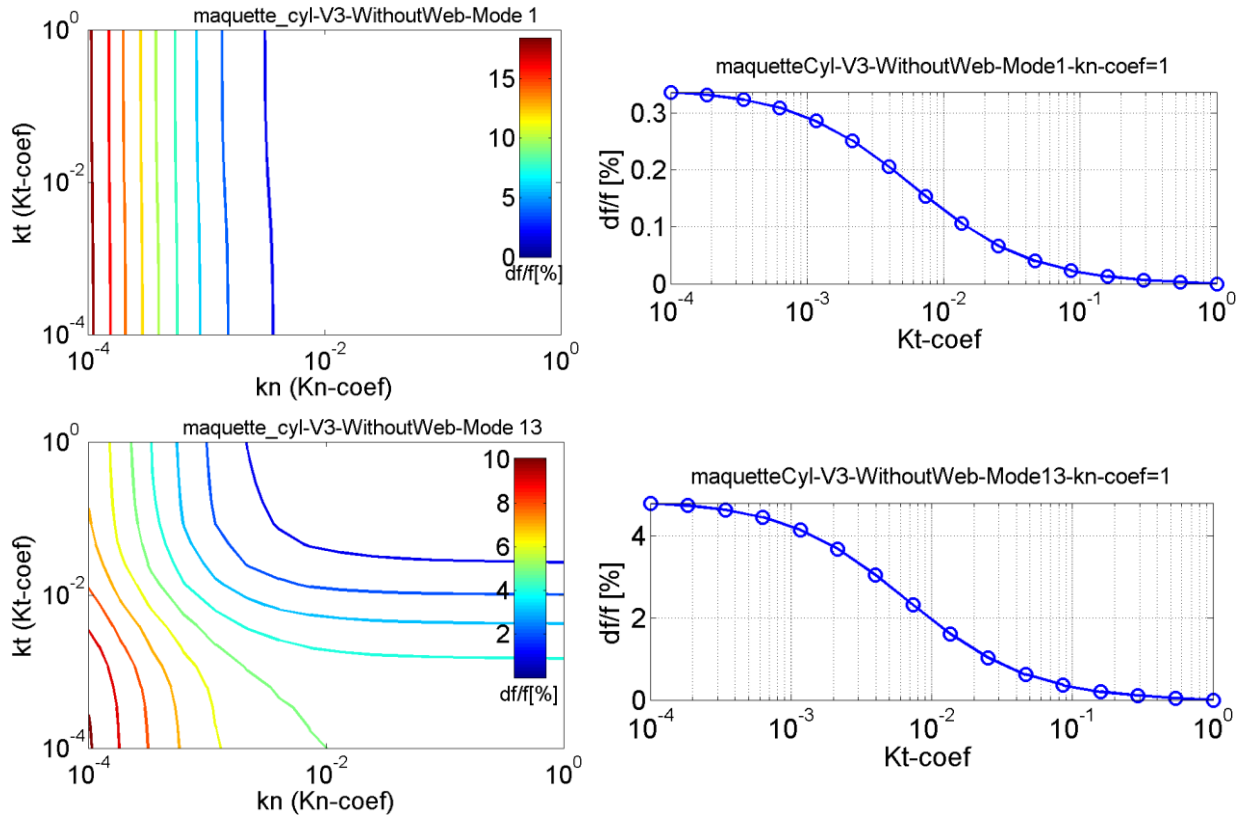 maquette_cyl-V3-WithoutWeb-Mode 1
10^0
10^-2
10^-4
kt (Kt-coef)
15
10
5
0
df/f[%]
10^-4 10^-2 10^0
kn (Kn-coef)
maquetteCyl-V3-WithoutWeb-Mode1-kn-coef=1
0.3
0.2
0.1
0
df/f [%]
10^-4 10^-3 10^-2 10^-1 10^0
Kt-coef
maquette_cyl-V3-WithoutWeb-Mode 13
10^0
10^-2
10^-4
kt (Kt-coef)
10
8
6
4
2
df/f[%]
10^-4 10^-2 10^0
kn (Kn-coef)
maquetteCyl-V3-WithoutWeb-Mode13-kn-coef=1
4
2
0
df/f [%]
10^-4 10^-3 10^-2 10^-1 10^0
Kt-coef